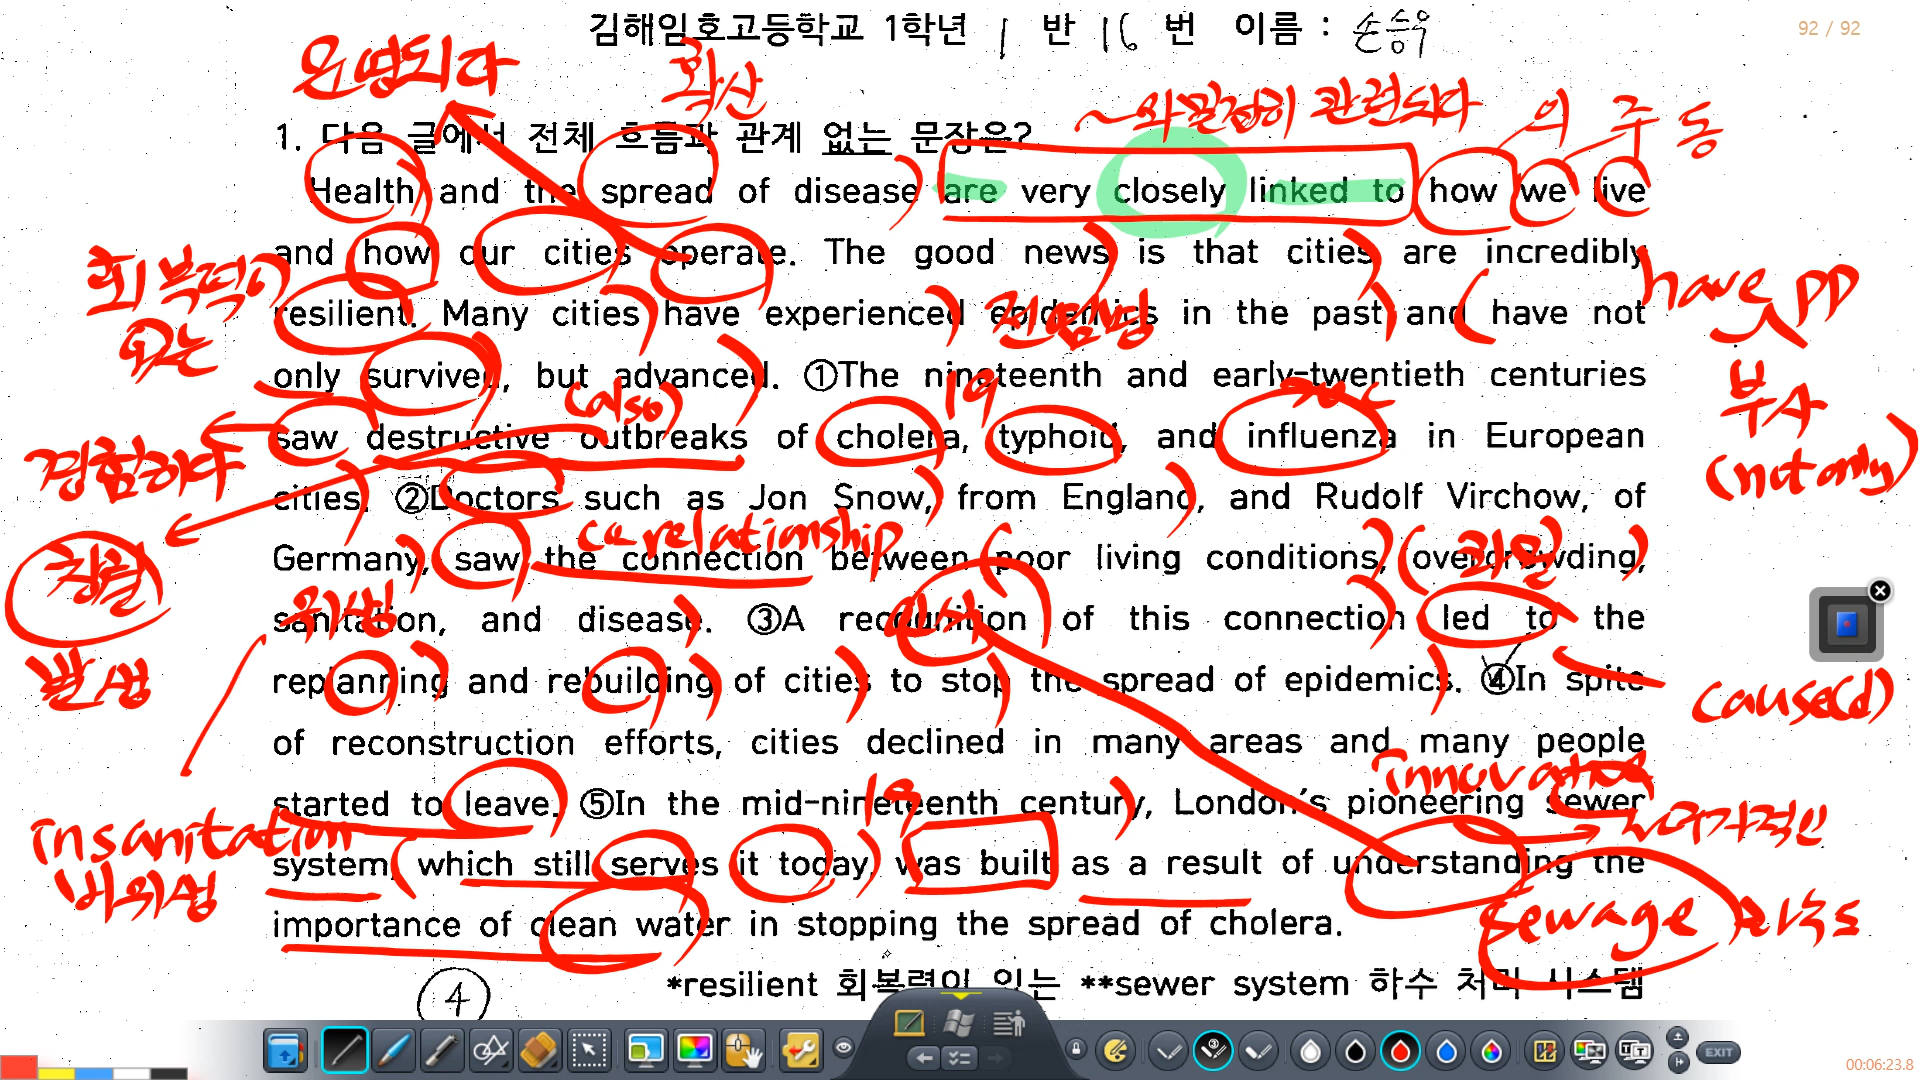 김해임호고등학교 1학년 1 반 16 번 이름 : 손승우
92 / 92
운영되다
확산
~와 밀접히 관련되다
의 주 동
1. 다음 글에서 전체 흐름과 관계 없는 문장은?
Health and the spread of disease are very closely linked to how we live
and how our cities operate. The good news is that cities are incredibly
회복력이
있는
have pp
resilient. Many cities have experienced epidemics in the past and have not
전염병
only survived, but advanced. ①The nineteenth and early-twentieth centuries
부사
(not only)
(also)
19
saw destructive outbreaks of cholera, typhoid, and influenza in European
경험하다
cities. ②Doctors such as Jon Snow, from England, and Rudolf Virchow, of
relationship
Germany, saw the connection between poor living conditions, overcrowding,
창궐
과밀
위생
인식
sanitation, and disease. ③A recognition of this connection led to the
발생
replanning and rebuilding of cities to stop the spread of epidemics. ④In spite
cause(d)
of reconstruction efforts, cities declined in many areas and many people
started to leave. ⑤In the mid-nineteenth century, London's pioneering sewer
insanitation
비위생
system, which still serves it today, was built as a result of understanding the
importance of clean water in stopping the spread of cholera.
sewage 하수도
4
*resilient 회복력이 있는 **sewer system 하수 처리 시스템
EXIT
00:06:23.8